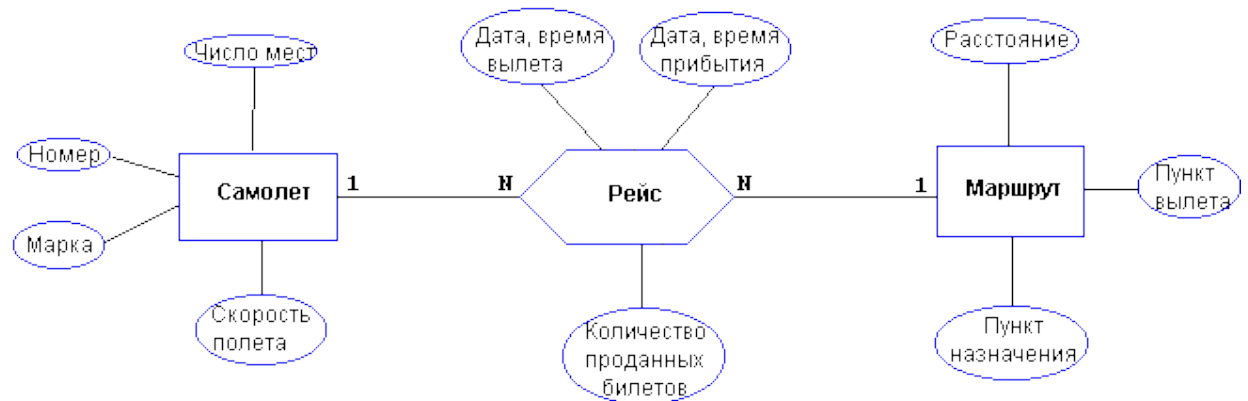 Число мест
Дата, время
вылета
Дата, время
прибытия
Расстояние
Номер
Самолет
1
N
Рейс
N
1
Маршрут
Пункт
вылета
Марка
Скорость
полета
Количество
проданных
билетов
Пункт
назначения